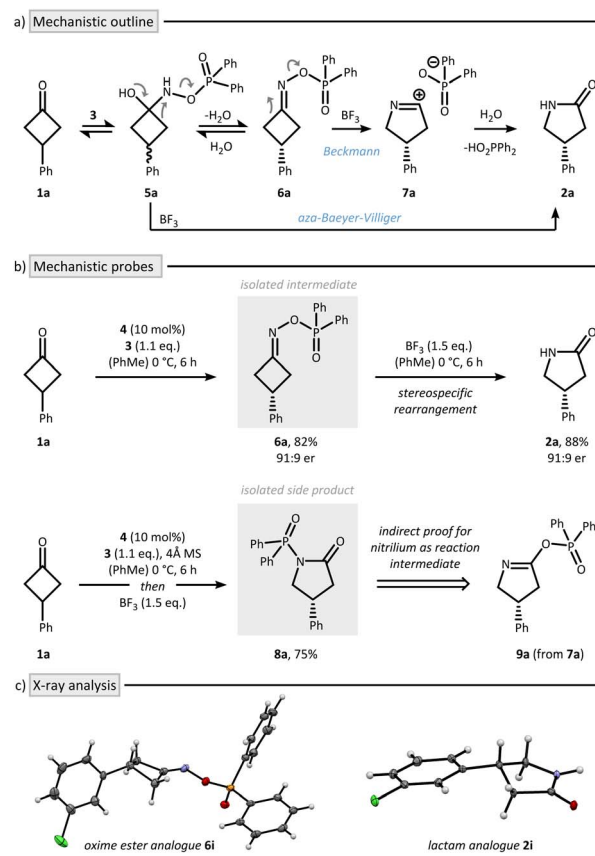 a) Mechanistic outline
O
Ph
1a
3
HO
H
N
O
P
Ph
Ph
O
Ph
5a
-H₂O
H₂O
N
O
P
Ph
Ph
O
Ph
6a
BF₃
Beckmann
N
⊕
Ph
7a
⊖
O
P
Ph
Ph
O
H₂O
-HO₂PPh₂
HN
O
Ph
2a
BF₃
aza-Baeyer-Villiger
b) Mechanistic probes
O
Ph
1a
4 (10 mol%)
3 (1.1 eq.)
(PhMe) 0 °C, 6 h
isolated intermediate
N
O
P
Ph
Ph
O
Ph
6a, 82%
91:9 er
BF₃ (1.5 eq.)
(PhMe) 0 °C, 6 h
stereospecific
rearrangement
HN
O
Ph
2a, 88%
91:9 er
O
Ph
1a
4 (10 mol%)
3 (1.1 eq.), 4Å MS
(PhMe) 0 °C, 6 h
then
BF₃ (1.5 eq.)
isolated side product
O
Ph
P
Ph
N
O
Ph
8a, 75%
indirect proof for
nitrilium as reaction
intermediate
N
O
P
Ph
Ph
O
Ph
9a (from 7a)
c) X-ray analysis
oxime ester analogue 6i
lactam analogue 2i